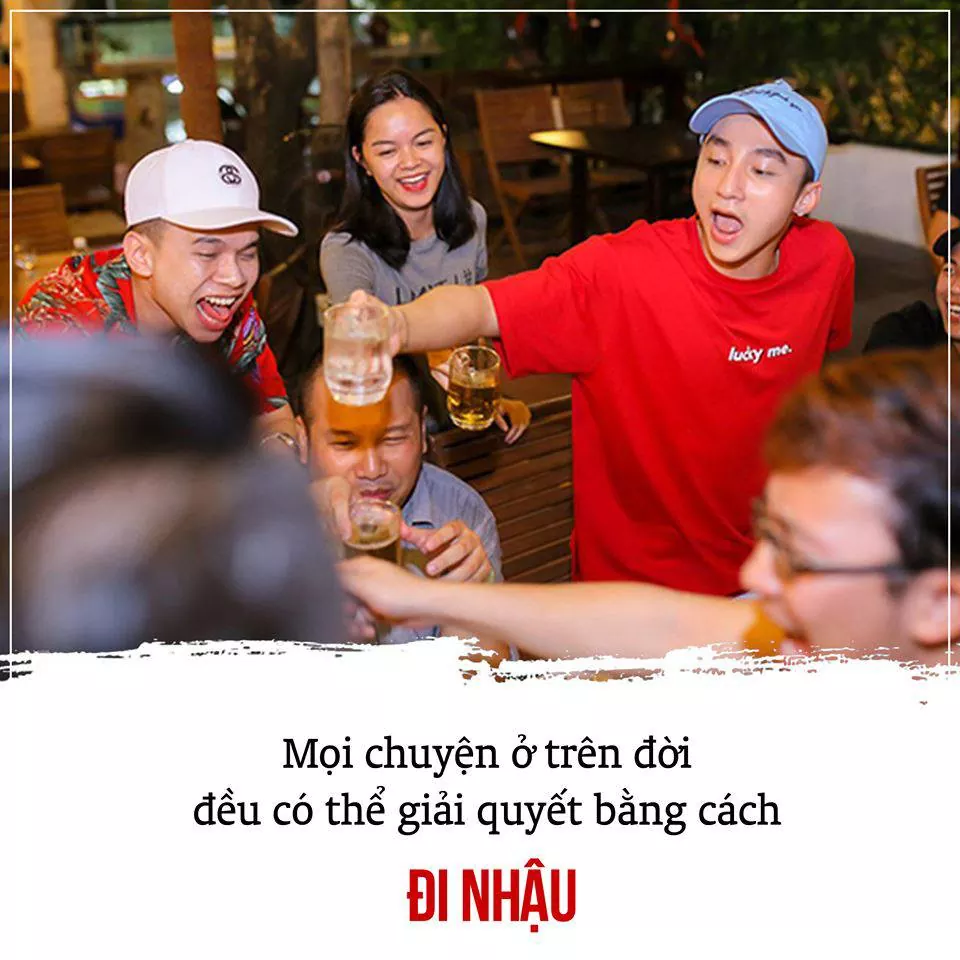 lucky me.
Mọi chuyện ở trên đời
đều có thể giải quyết bằng cách
ĐI NHẬU